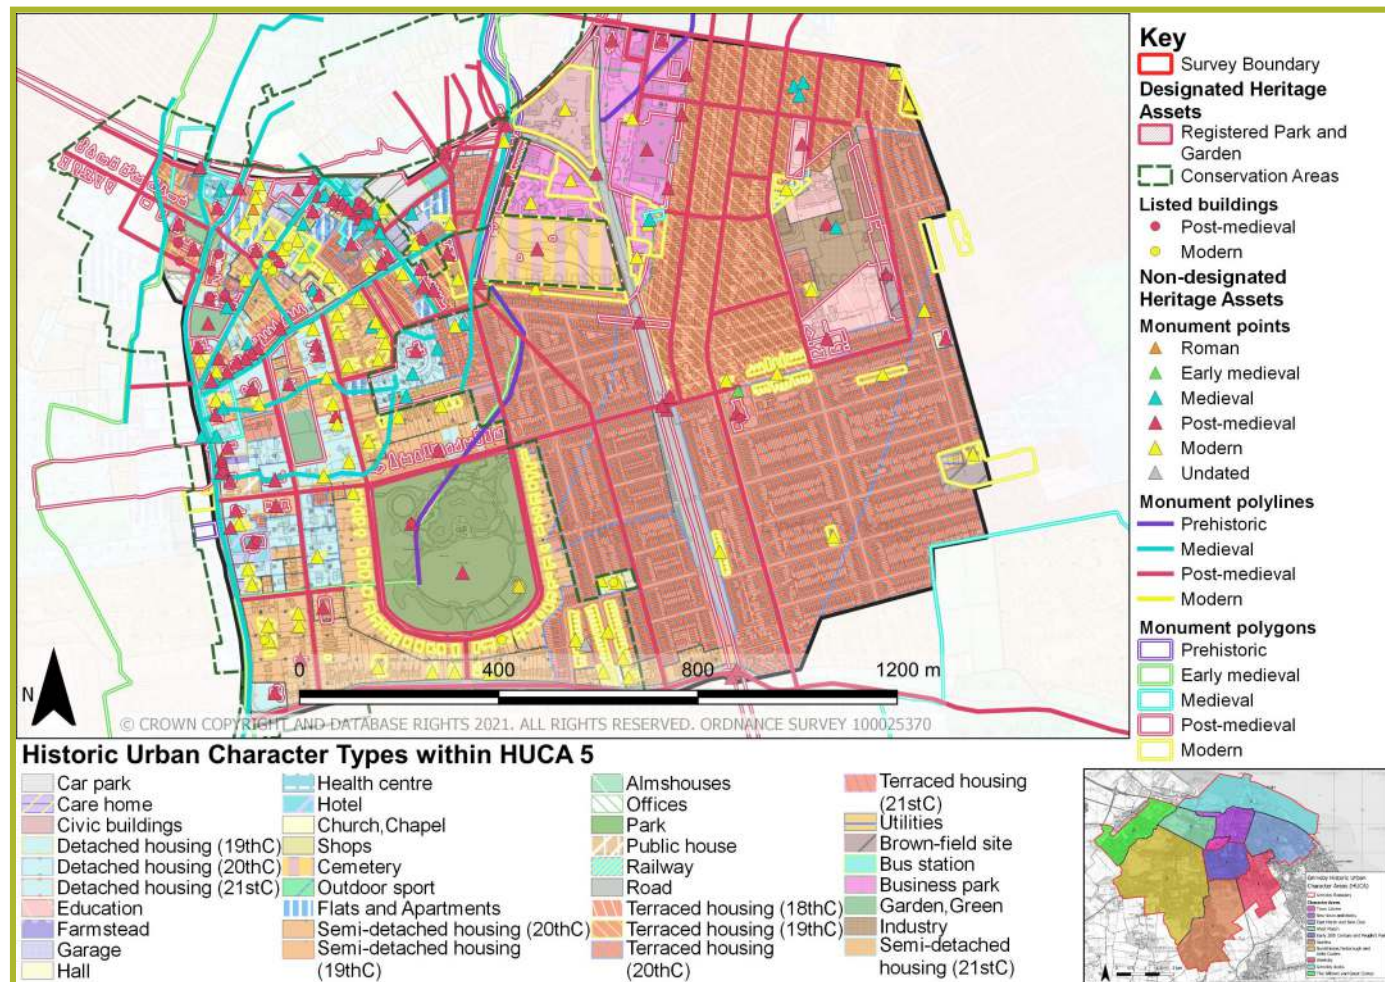 Key
Survey Boundary
Designated Heritage
Assets
Registered Park and
Garden
Conservation Areas
Listed buildings
Post-medieval
Modern
Non-designated
Heritage Assets
Monument points
Roman
Early medieval
Medieval
Post-medieval
Modern
Undated
Monument polylines
Prehistoric
Medieval
Post-medieval
Modern
Monument polygons
Prehistoric
Early medieval
Medieval
Post-medieval
Modern
N
0 400 800 1200 m
© CROWN COPYRIGHT AND DATABASE RIGHTS 2021. ALL RIGHTS RESERVED. ORDNANCE SURVEY 100025370
Historic Urban Character Types within HUCA 5
Car park
Care home
Civic buildings
Detached housing (19thC)
Detached housing (20thC)
Detached housing (21stC)
Education
Farmstead
Garage
Hall
Health centre
Hotel
Church,Chapel
Shops
Cemetery
Outdoor sport
Flats and Apartments
Semi-detached housing (20thC)
Semi-detached housing
(19thC)
Almshouses
Offices
Park
Public house
Railway
Road
Terraced housing (18thC)
Terraced housing (19thC)
Terraced housing
(20thC)
Terraced housing
(21stC)
Utilities
Brown-field site
Bus station
Business park
Garden,Green
Industry
Semi-detached
housing (21stC)
Grimsby Historic Urban
Character Areas (HUCA)